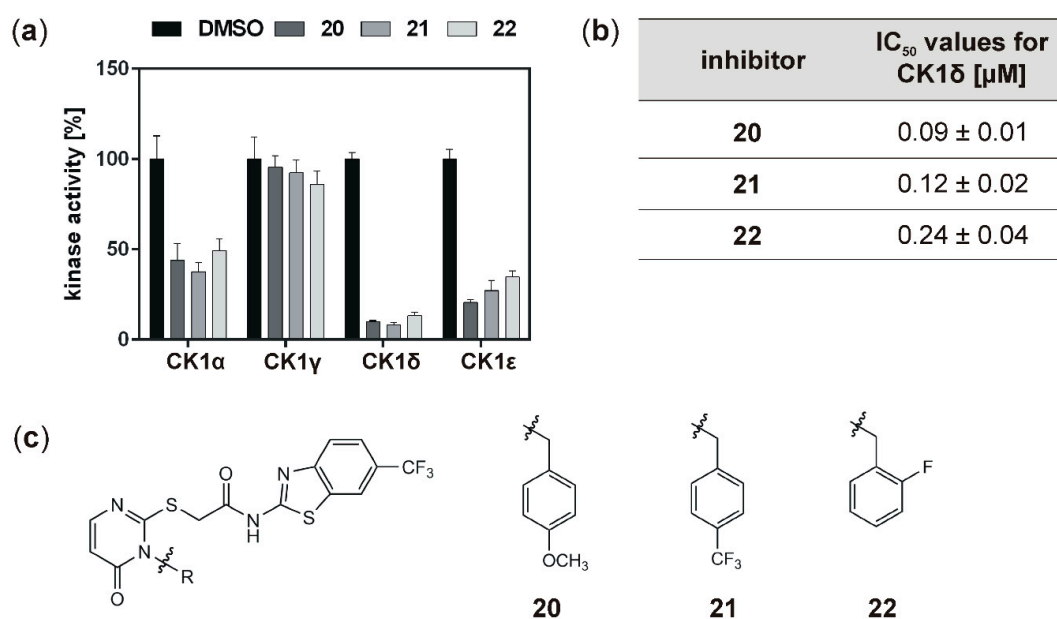 (a)
DMSO 20 21 22
kinase activity [%]
150
100
50
0
CK1α CK1γ CK1δ CK1ε
(b)
inhibitor IC50 values for
CK1δ [µM]
20 0.09 ± 0.01
21 0.12 ± 0.02
22 0.24 ± 0.04
(c)
N
S
O
N
H
N
S
CF3
N
R
O
OCH3
CF3
F
20 21 22